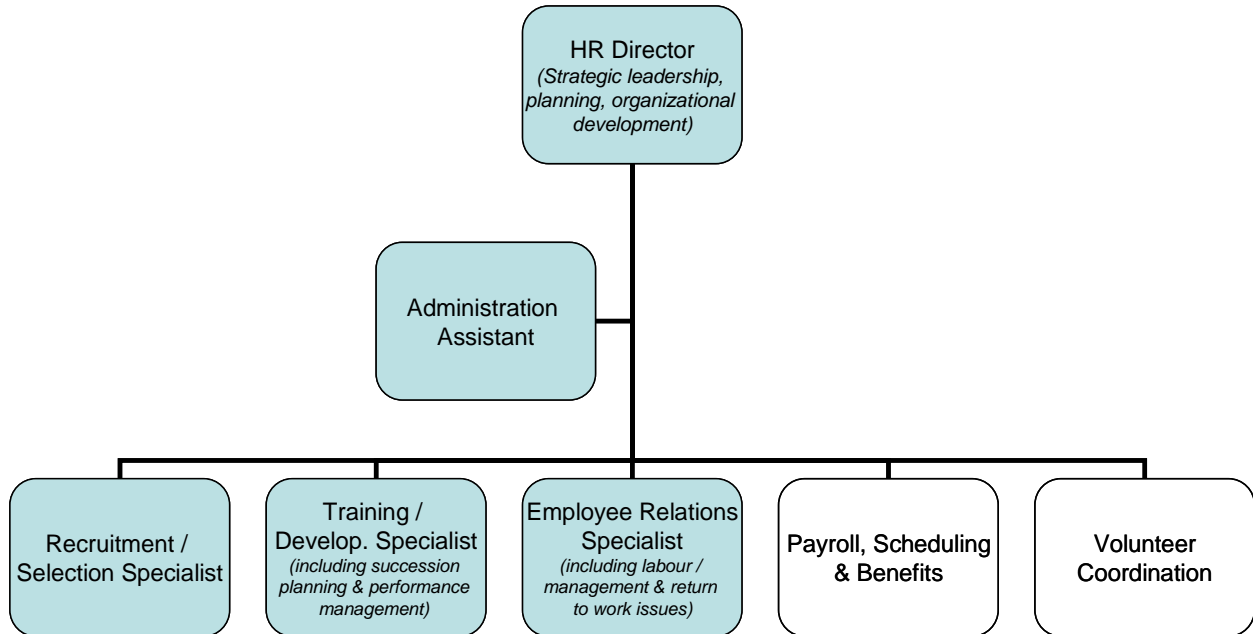 HR Director
(Strategic leadership,
planning, organizational
development)
Administration
Assistant
Recruitment /
Selection Specialist
Training /
Develop. Specialist
(including succession
planning & performance
management)
Employee Relations
Specialist
(including labour /
management & return
to work issues)
Payroll, Scheduling
& Benefits
Volunteer
Coordination